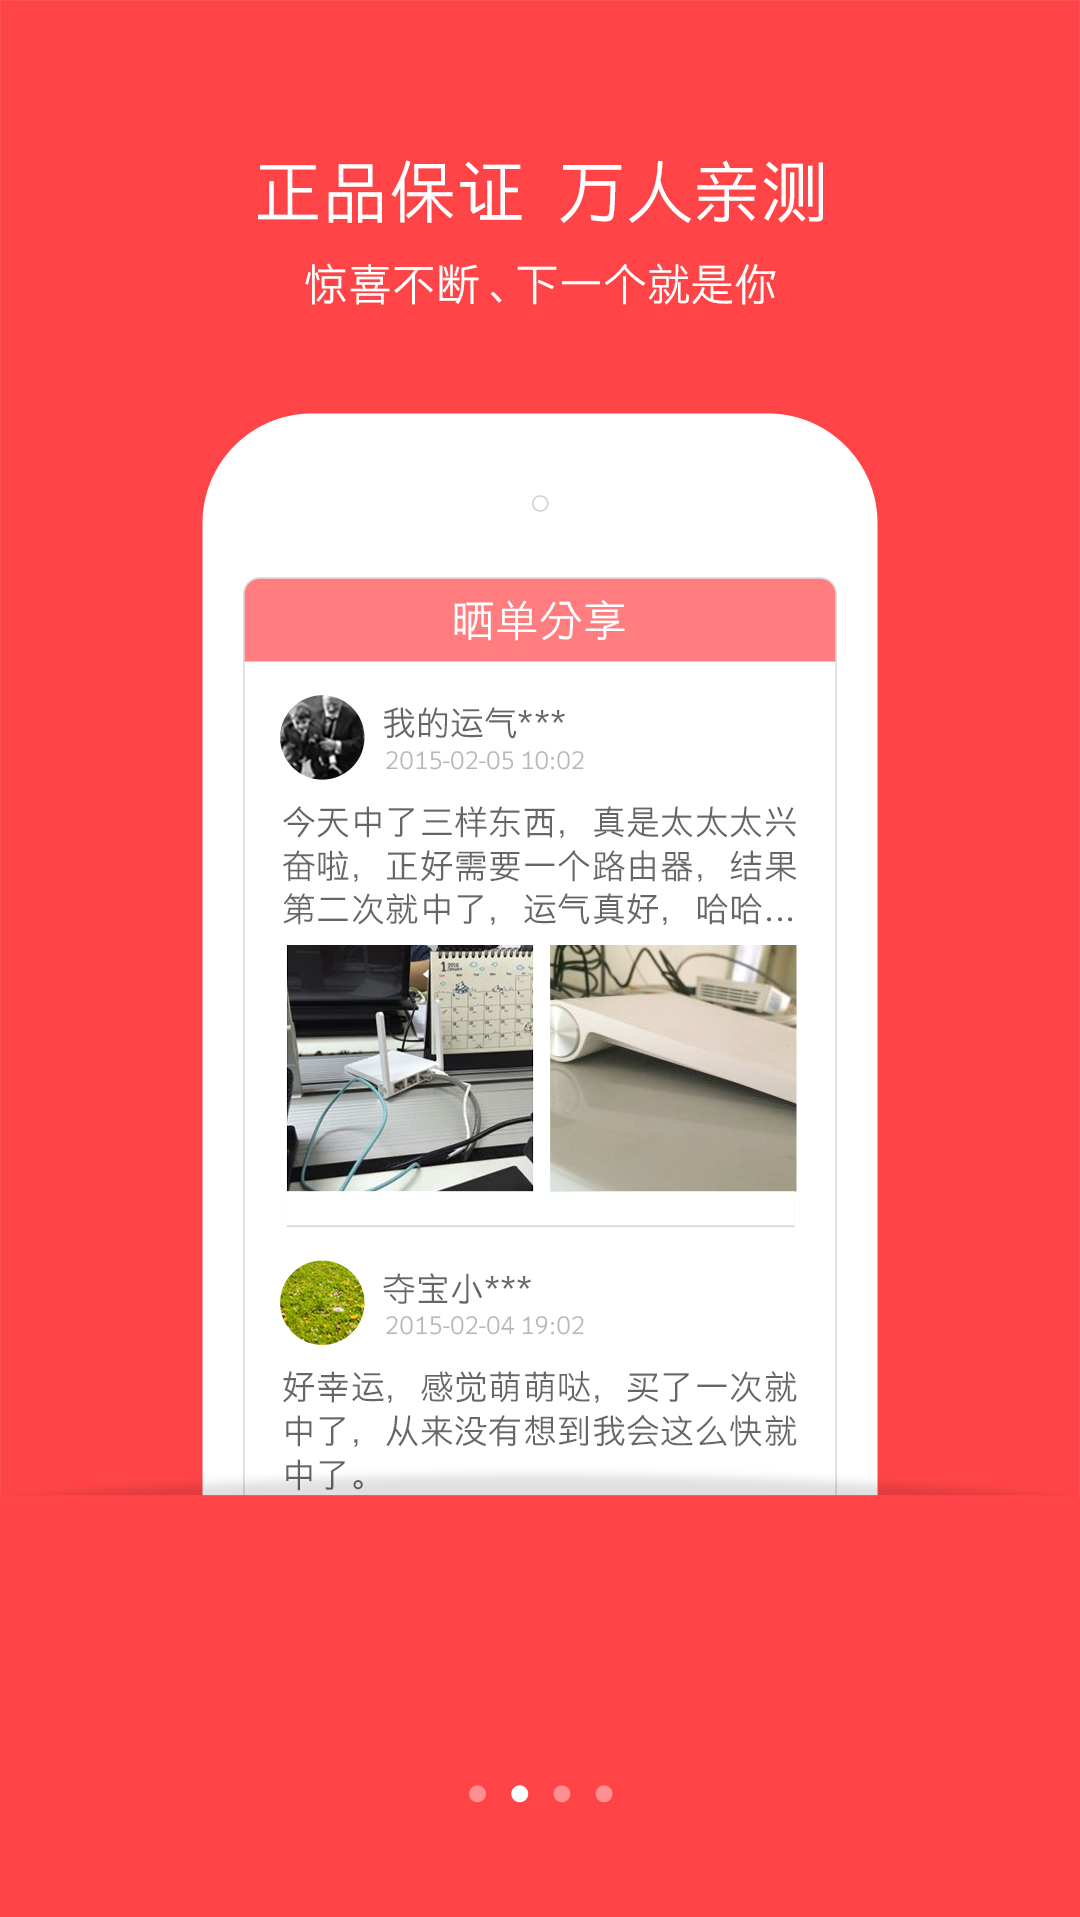 正品保证 万人亲测
惊喜不断、下一个就是你
晒单分享
我的运气***
2015-02-05 10:02
今天中了三样东西，真是太太太兴
奋啦，正好需要一个路由器，结果
第二次就中了，运气真好，哈哈...
夺宝小***
2015-02-04 19:02
好幸运，感觉萌萌哒，买了一次就
中了，从来没有想到我会这么快就
中了。